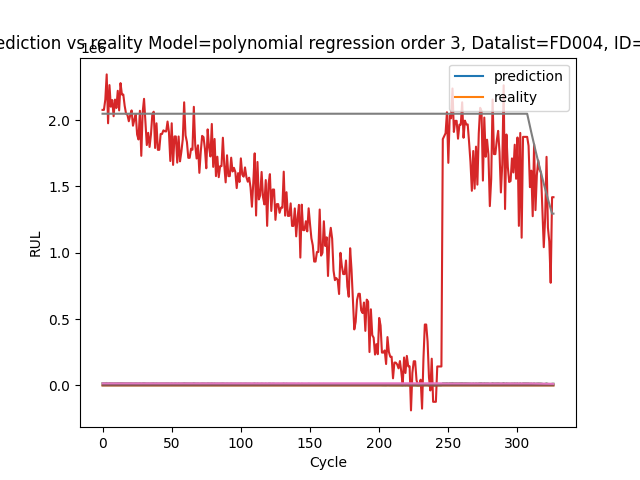 ediction vs reality Model=polynomial regression order 3, Datalist=FD004, ID=
1e6
prediction
reality
2.0
1.5
1.0
0.5
0.0
RUL
0 50 100 150 200 250 300
Cycle